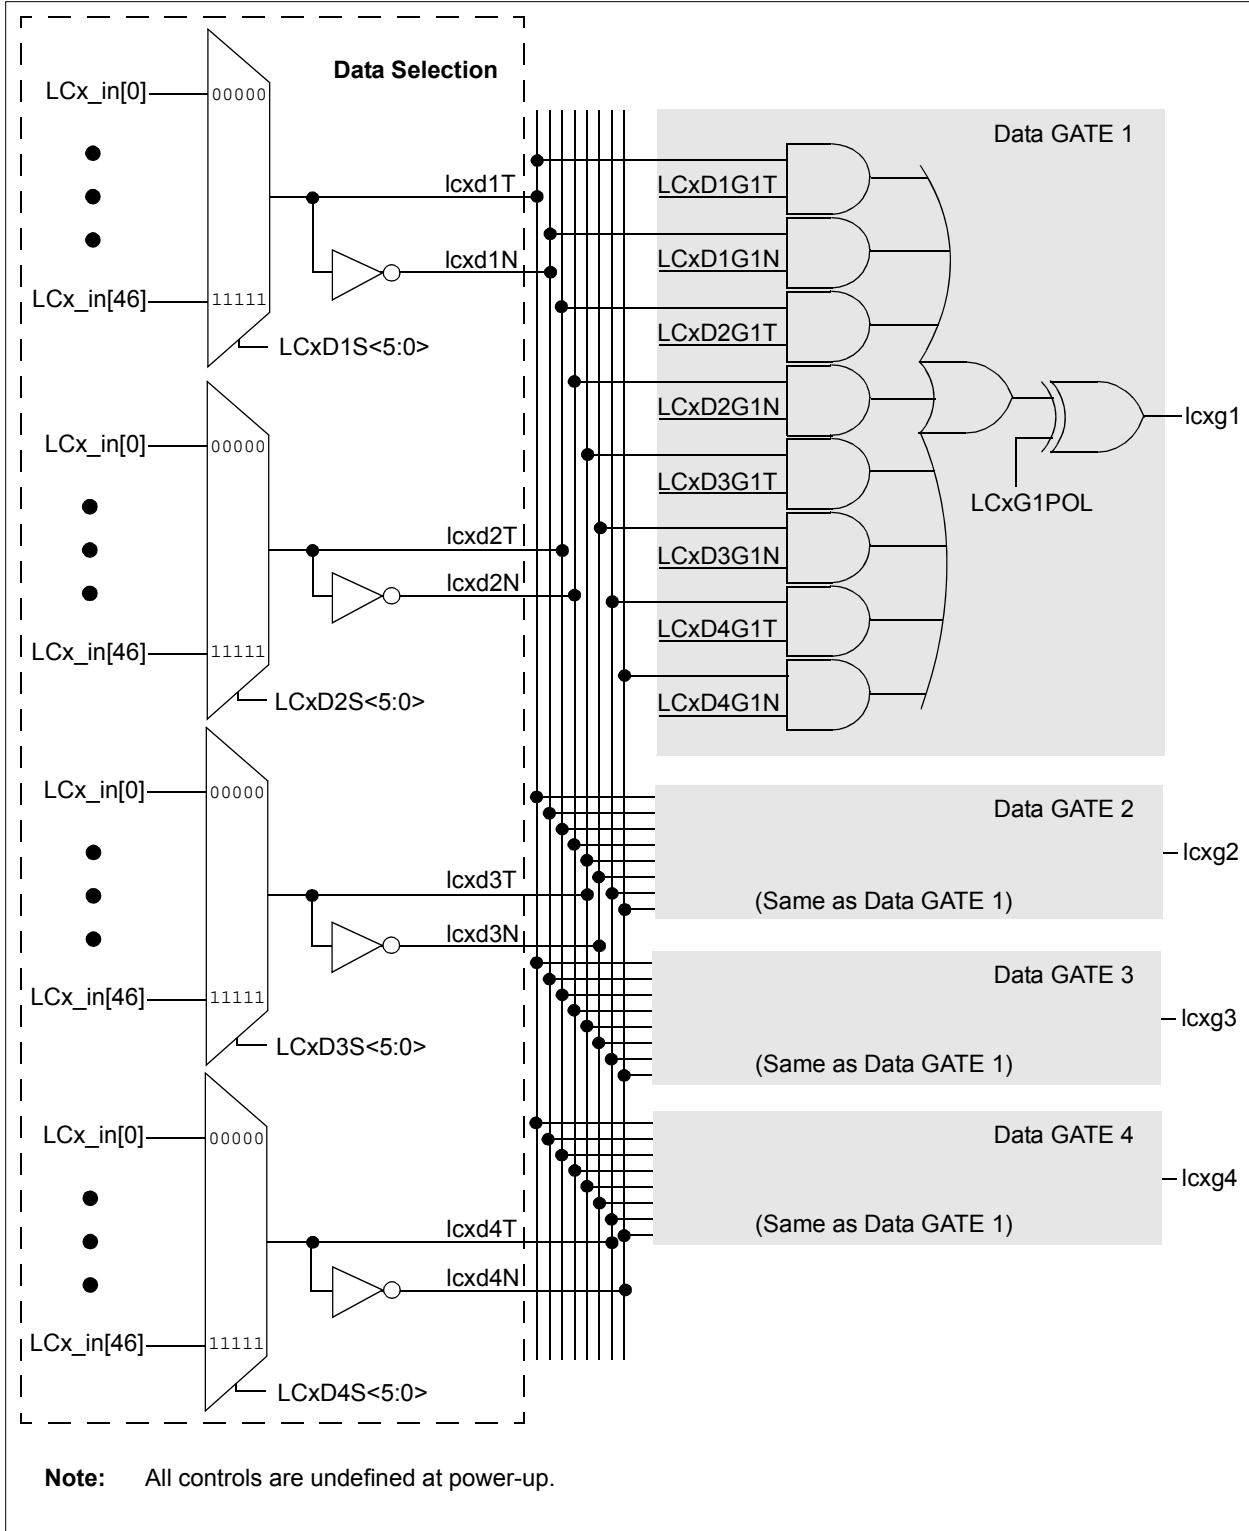 Data Selection
LCx_in[0]
00000
LCx_in[46]
11111
LCxD1S<5:0>
lcxd1T
lcxd1N
LCx_in[0]
00000
LCx_in[46]
11111
LCxD2S<5:0>
lcxd2T
lcxd2N
LCx_in[0]
00000
LCx_in[46]
11111
LCxD3S<5:0>
lcxd3T
lcxd3N
LCx_in[0]
00000
LCx_in[46]
11111
LCxD4S<5:0>
lcxd4T
lcxd4N
Data GATE 1
LCxD1G1T
LCxD1G1N
LCxD2G1T
LCxD2G1N
LCxD3G1T
LCxD3G1N
LCxD4G1T
LCxD4G1N
LCxG1POL
lcxg1
Data GATE 2
(Same as Data GATE 1)
lcxg2
Data GATE 3
(Same as Data GATE 1)
lcxg3
Data GATE 4
(Same as Data GATE 1)
lcxg4
Note: All controls are undefined at power-up.